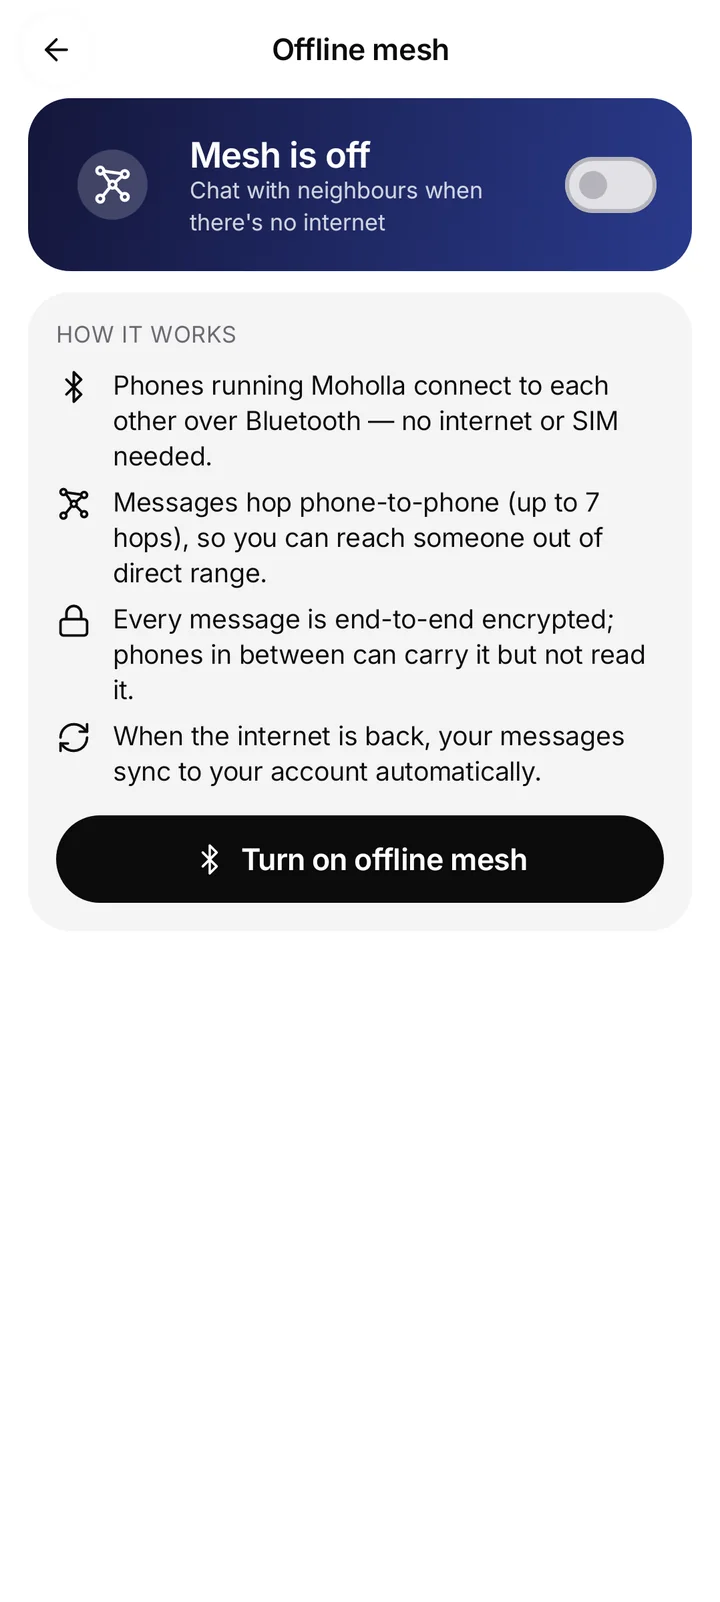 Offline mesh
Mesh is off
Chat with neighbours when
there's no internet
HOW IT WORKS
Phones running Moholla connect to each
other over Bluetooth — no internet or SIM
needed.
Messages hop phone-to-phone (up to 7
hops), so you can reach someone out of
direct range.
Every message is end-to-end encrypted;
phones in between can carry it but not read
it.
When the internet is back, your messages
sync to your account automatically.
Turn on offline mesh